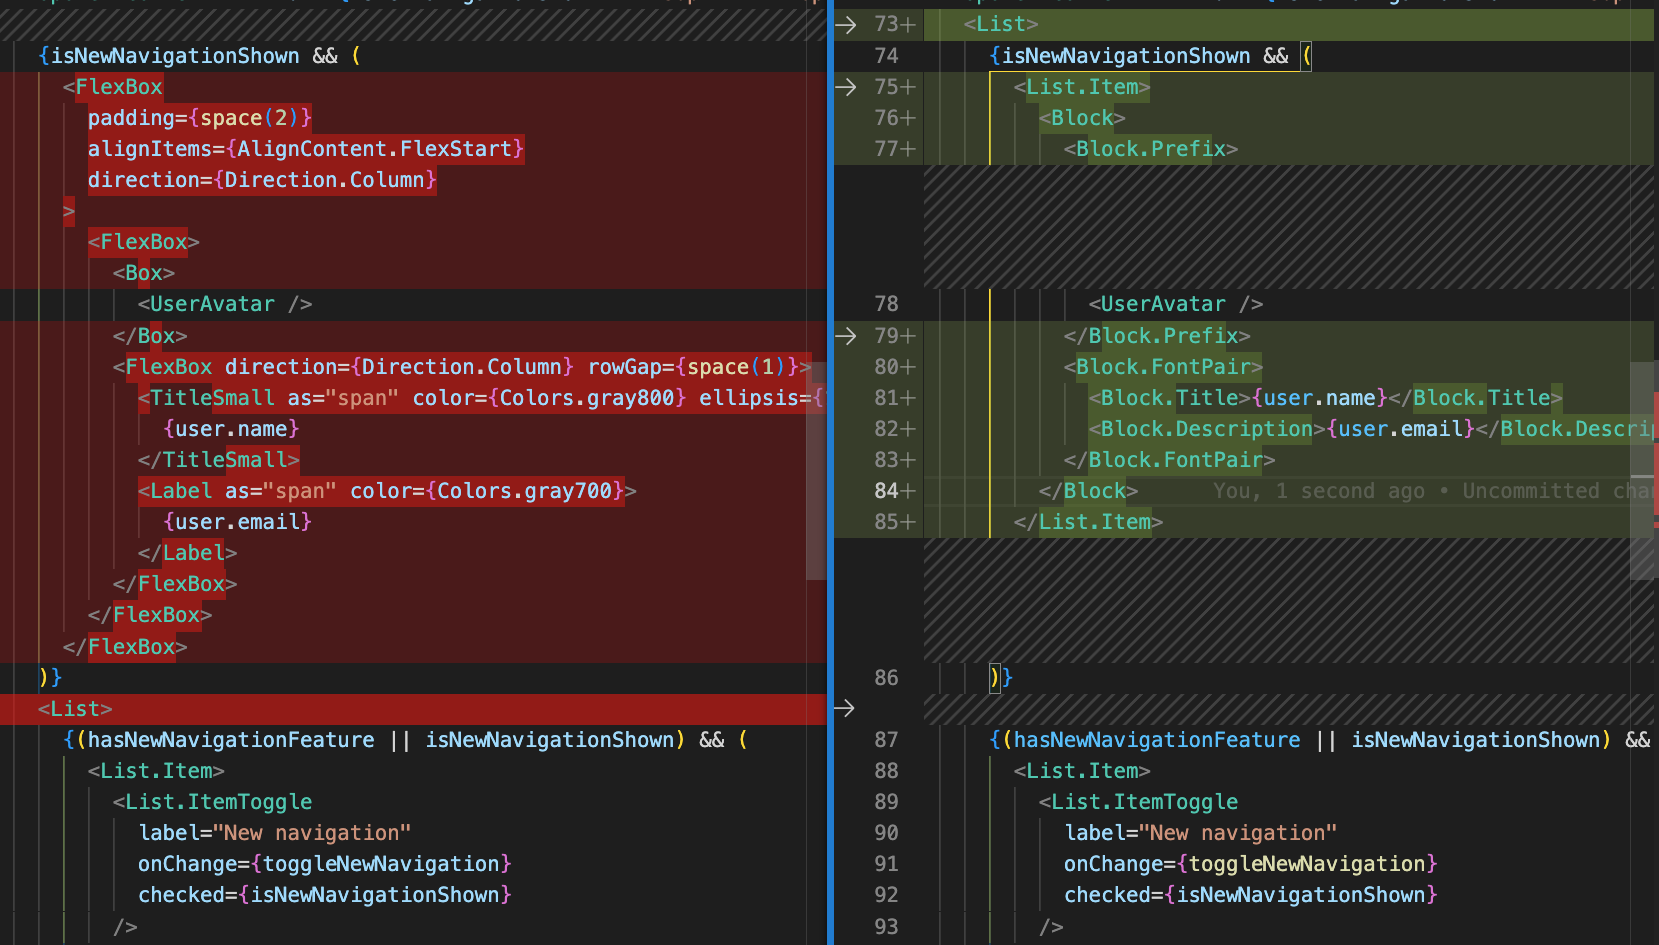 {isNewNavigationShown && (
<FlexBox
padding={space(2)}
alignItems={AlignContent.FlexStart}
direction={Direction.Column}
>
<FlexBox>
<Box>
<UserAvatar />
</Box>
<FlexBox direction={Direction.Column} rowGap={space(1)}>
<TitleSmall as="span" color={Colors.gray800} ellipsis={
{user.name}
</TitleSmall>
<Label as="span" color={Colors.gray700}>
{user.email}
</Label>
</FlexBox>
</FlexBox>
</FlexBox>
)}
<List>
{(hasNewNavigationFeature || isNewNavigationShown) && (
<List.Item>
<List.ItemToggle
label="New navigation"
onChange={toggleNewNavigation}
checked={isNewNavigationShown}
/>
→ 73+ <List>
74 {isNewNavigationShown && (
→ 75+ <List.Item>
76+ <Block>
77+ <Block.Prefix>
78 <UserAvatar />
→ 79+ </Block.Prefix>
80+ <Block.FontPair>
81+ <Block.Title>{user.name}</Block.Title>
82+ <Block.Description>{user.email}</Block.Descri
83+ </Block.FontPair>
84+ </Block> You, 1 second ago • Uncommitted cha
85+ </List.Item>
86 )}
→
87 {(hasNewNavigationFeature || isNewNavigationShown) &&
88 <List.Item>
89 <List.ItemToggle
90 label="New navigation"
91 onChange={toggleNewNavigation}
92 checked={isNewNavigationShown}
93 />